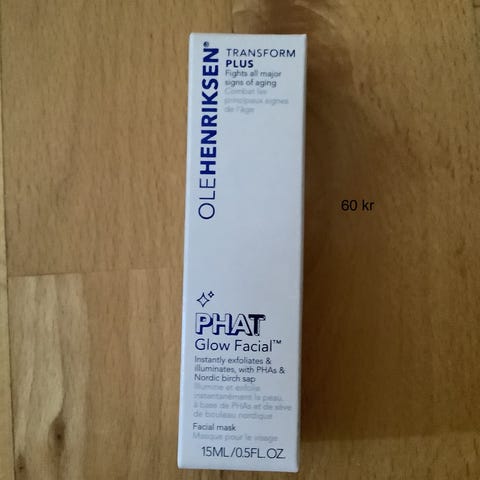 OLEHENRIKSEN®
TRANSFORM
PLUS
Fights all major
signs of aging
Combat les
principaux signes
de l'âge
60 kr
PHAT
Glow Facial™
Instantly exfoliates &
illuminates, with PHAs &
Nordic birch sap
Illumine et exfolie
instantanément la peau,
à base de PHAs et de sève
de bouleau nordique
Facial mask
Masque pour le visage
15ML/0.5FL.OZ.